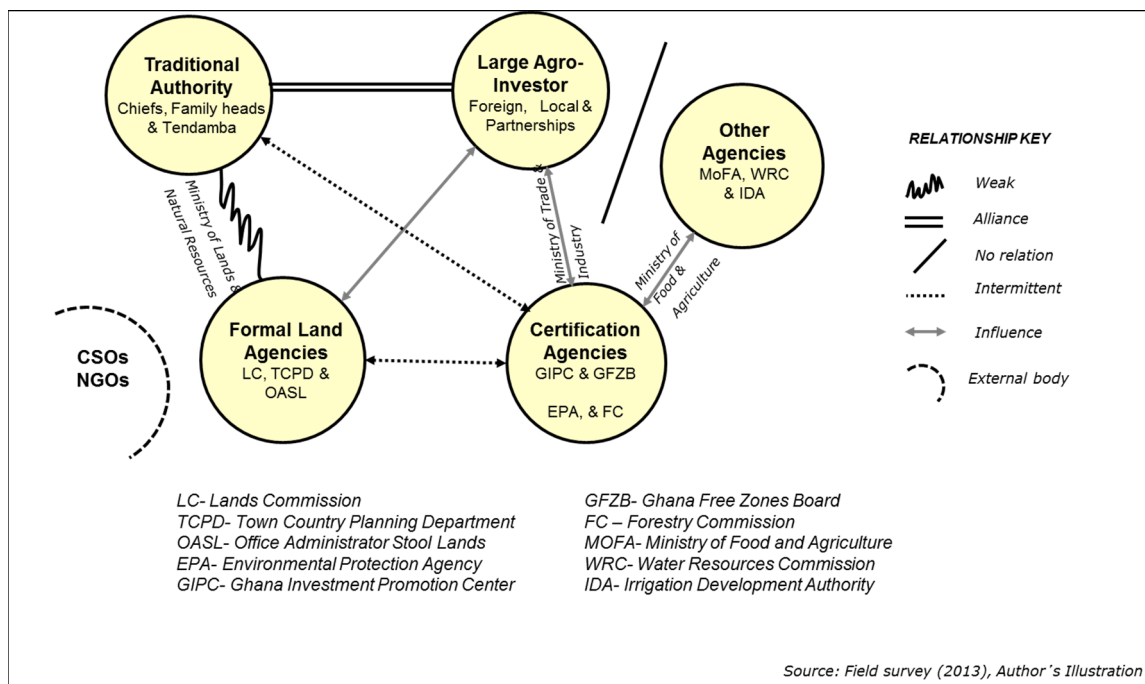 Traditional
Authority
Chiefs, Family heads
& Tendamba
Large Agro-
Investor
Foreign, Local &
Partnerships
Other
Agencies
MoFA, WRC
& IDA
RELATIONSHIP KEY
Weak
Alliance
No relation
Intermittent
Influence
External body
Ministry of Lands &
Natural Resources
Ministry of Trade &
Industry
Ministry of
Food &
Agriculture
CSOs
NGOs
Formal Land
Agencies
LC, TCPD &
OASL
Certification
Agencies
GIPC & GFZB
EPA, & FC
LC- Lands Commission
TCPD- Town Country Planning Department
OASL- Office Administrator Stool Lands
EPA- Environmental Protection Agency
GIPC- Ghana Investment Promotion Center
GFZB- Ghana Free Zones Board
FC – Forestry Commission
MOFA- Ministry of Food and Agriculture
WRC- Water Resources Commission
IDA- Irrigation Development Authority
Source: Field survey (2013), Author´s Illustration